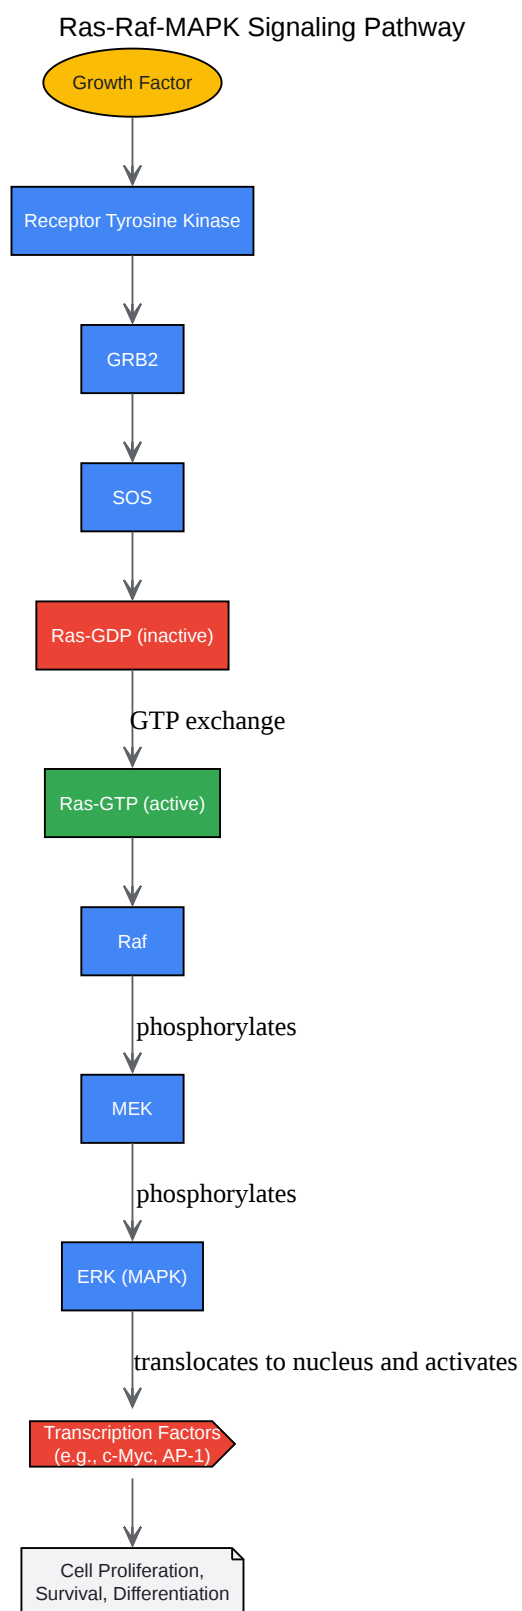 Ras-Raf-MAPK Signaling Pathway
Growth Factor
Receptor Tyrosine Kinase
GRB2
SOS
Ras-GDP (inactive)
GTP exchange
Ras-GTP (active)
Raf
phosphorylates
MEK
phosphorylates
ERK (MAPK)
translocates to nucleus and activates
Transcription Factors
(e.g., c-Myc, AP-1)
Cell Proliferation,
Survival, Differentiation